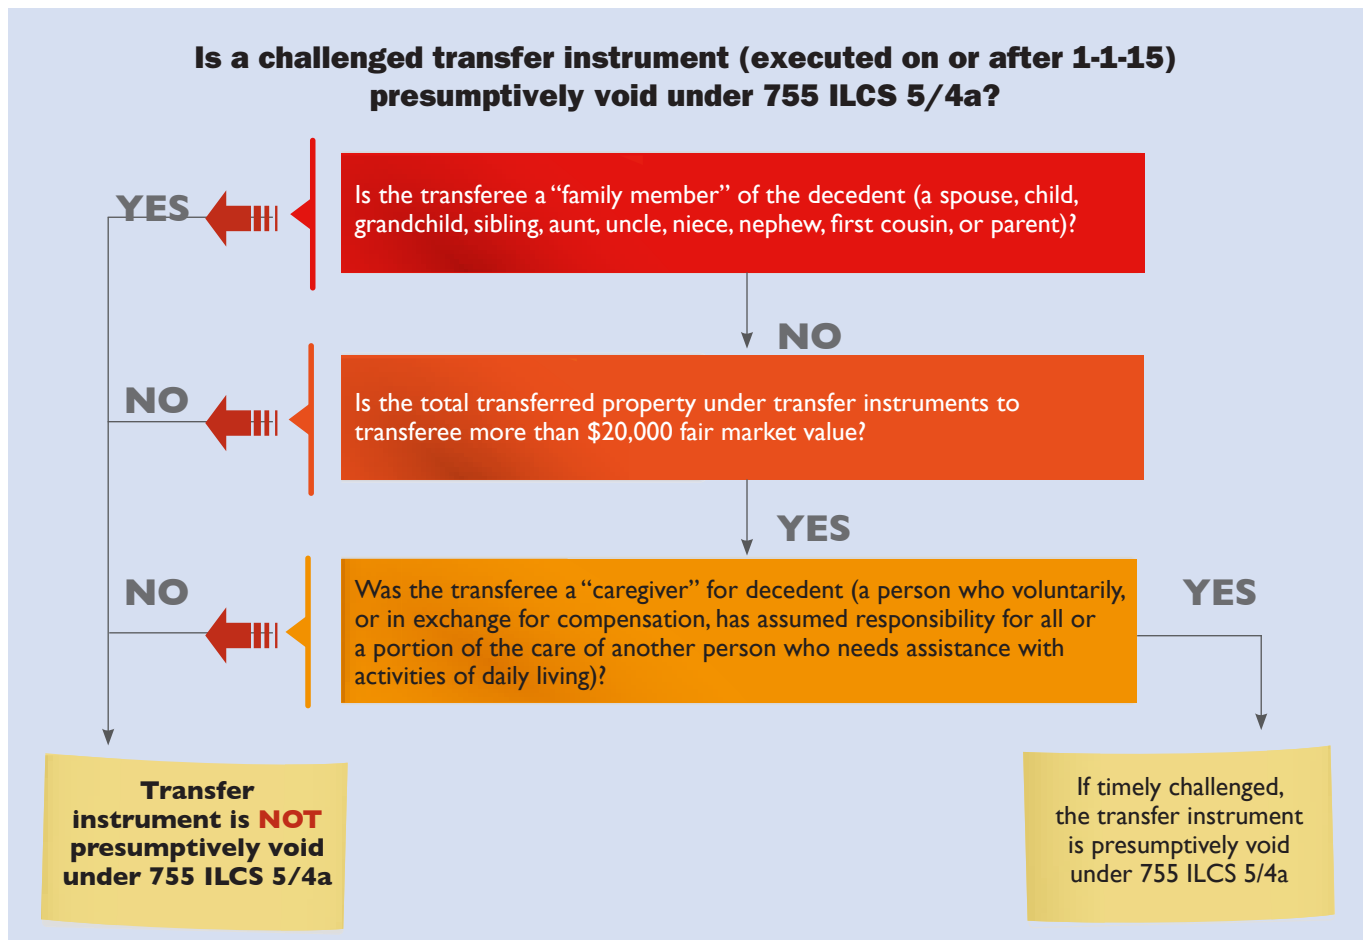 Is a challenged transfer instrument (executed on or after 1-1-15)
presumptively void under 755 ILCS 5/4a?
YES
Is the transferee a “family member” of the decedent (a spouse, child,
grandchild, sibling, aunt, uncle, niece, nephew, first cousin, or parent)?
NO
NO
Is the total transferred property under transfer instruments to
transferee more than $20,000 fair market value?
YES
NO
Was the transferee a “caregiver” for decedent (a person who voluntarily,
or in exchange for compensation, has assumed responsibility for all or
a portion of the care of another person who needs assistance with
activities of daily living)?
YES
Transfer
instrument is NOT
presumptively void
under 755 ILCS 5/4a
If timely challenged,
the transfer instrument
is presumptively void
under 755 ILCS 5/4a